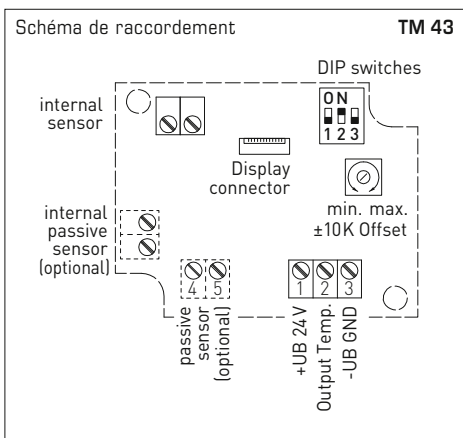 Schéma de raccordement
TM 43
DIP switches
internal
sensor
ON
1 2 3
Display
connector
min. max.
±10K Offset
internal
passive
sensor
(optional)
4 5
1 2 3
passive
sensor
(optional)
+UB 24V
Output Temp.
-UB GND